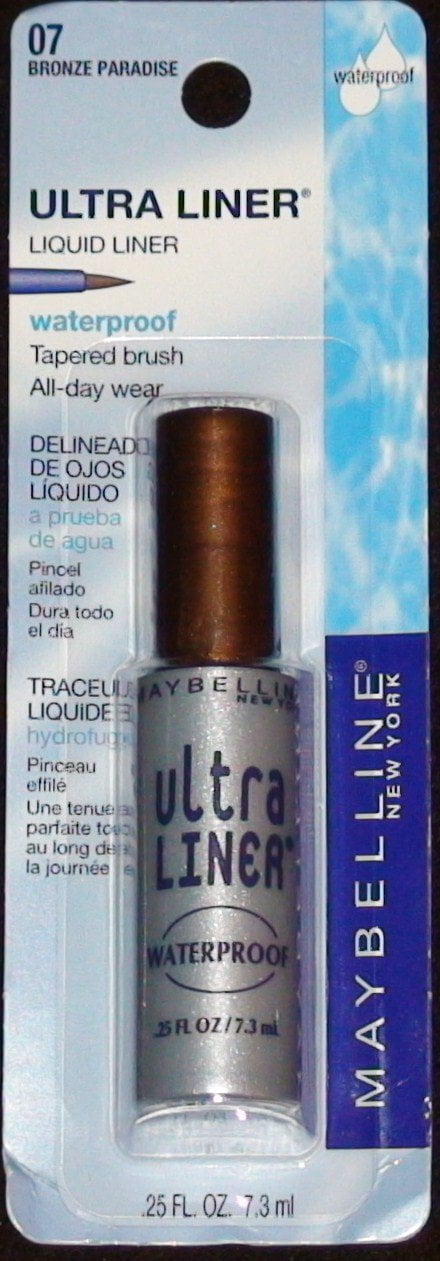 07
BRONZE PARADISE
waterproof
ULTRA LINER®
LIQUID LINER
waterproof
Tapered brush
All-day wear
DELINEADO
DE OJOS
LÍQUIDO
a prueba
de agua
Pincel
afilado
Dura todo
el día
LIQUIDE
Pinceau
effilé
Une tenue
parfaite
au long de
la journée
MAYBELLINE
NEW YORK
ultra
LINER
WATERPROOF
.25 FL OZ/7.3 ml
MAYBELLINE®
NEW YORK
.25 FL. OZ. 7.3 ml